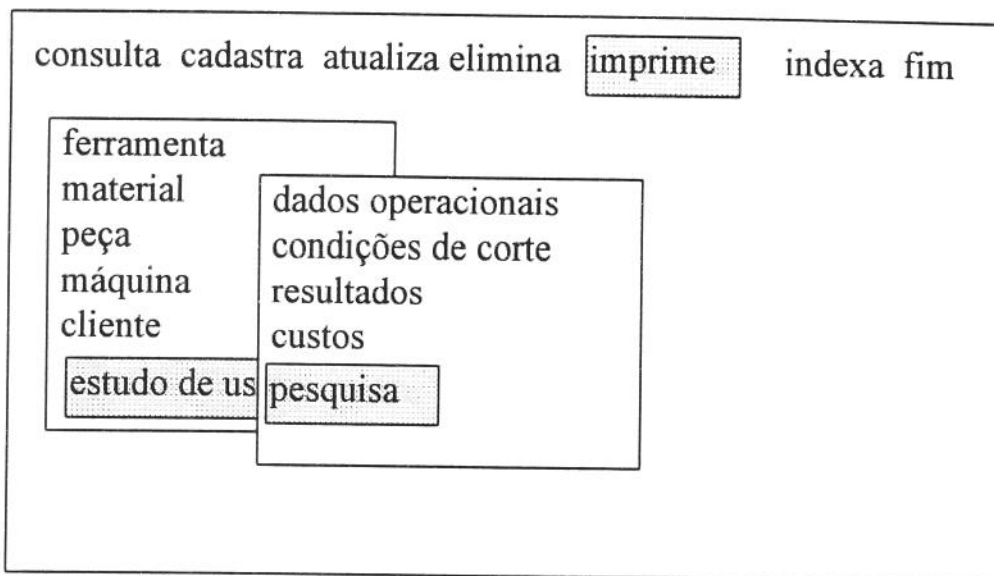 consulta cadastra atualiza elimina imprime indexa fim
ferramenta
material
peça
máquina
cliente
estudo de us
dados operacionais
condições de corte
resultados
custos
pesquisa